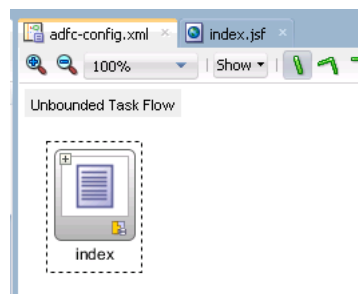 adfc-config.xml index.jsf
100% Show
Unbounded Task Flow
index